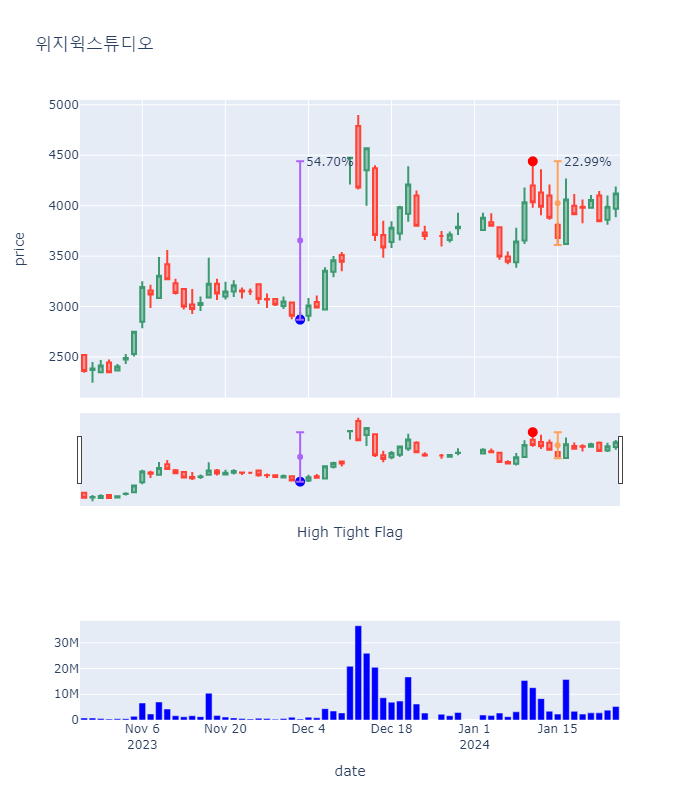 위지윅스튜디오
price
5000
4500
4000
3500
3000
2500
54.70%
22.99%
High Tight Flag
30M
20M
10M
0
Nov 6
2023
Nov 20
Dec 4
Dec 18
Jan 1
2024
Jan 15
date